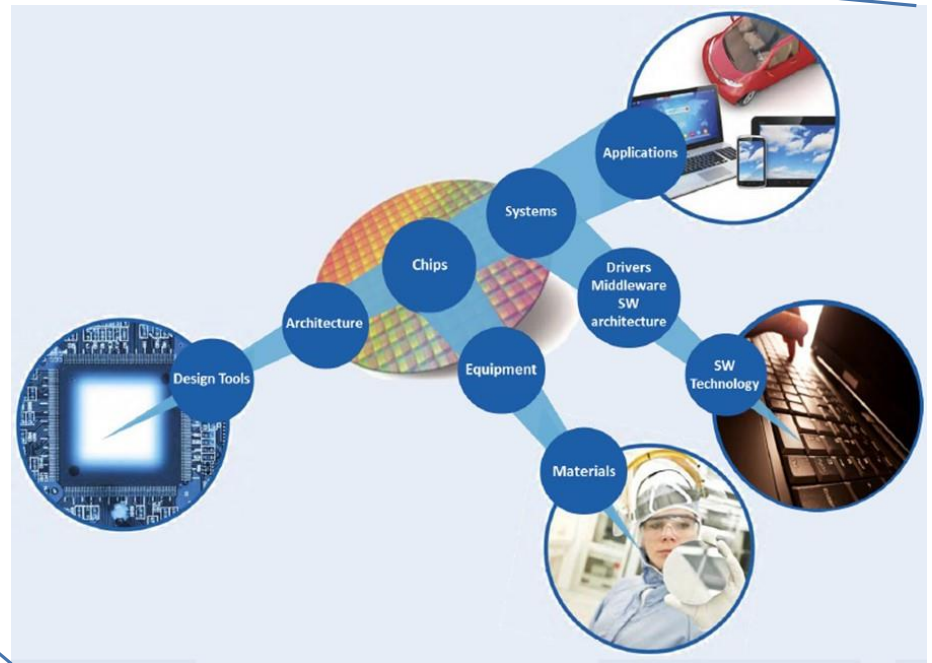 Applications
Systems
Chips
Drivers
Middleware
SW
architecture
Architecture
Equipment
SW
Technology
Design Tools
Materials